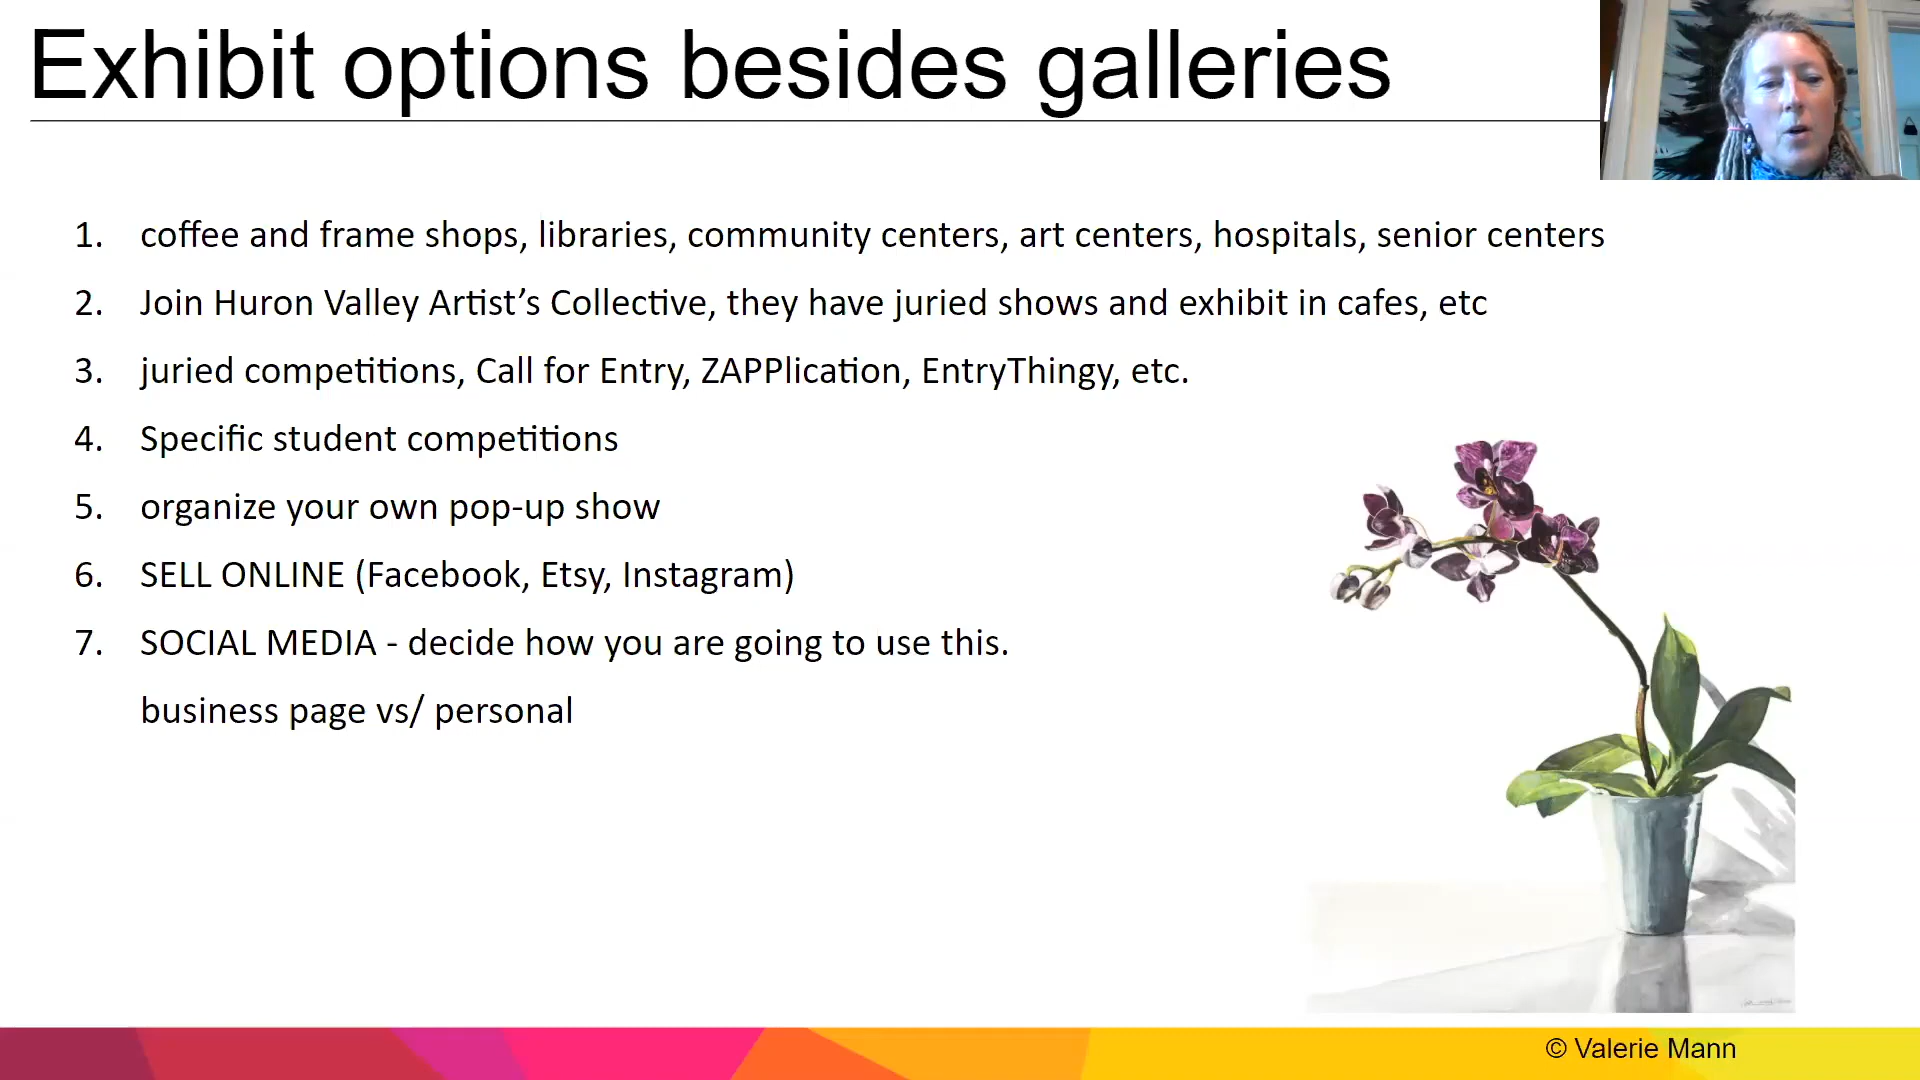 Exhibit options besides galleries
1. coffee and frame shops, libraries, community centers, art centers, hospitals, senior centers
2. Join Huron Valley Artist’s Collective, they have juried shows and exhibit in cafes, etc
3. juried competitions, Call for Entry, ZAPPlication, EntryThingy, etc.
4. Specific student competitions
5. organize your own pop-up show
6. SELL ONLINE (Facebook, Etsy, Instagram)
7. SOCIAL MEDIA - decide how you are going to use this.
business page vs/ personal
© Valerie Mann